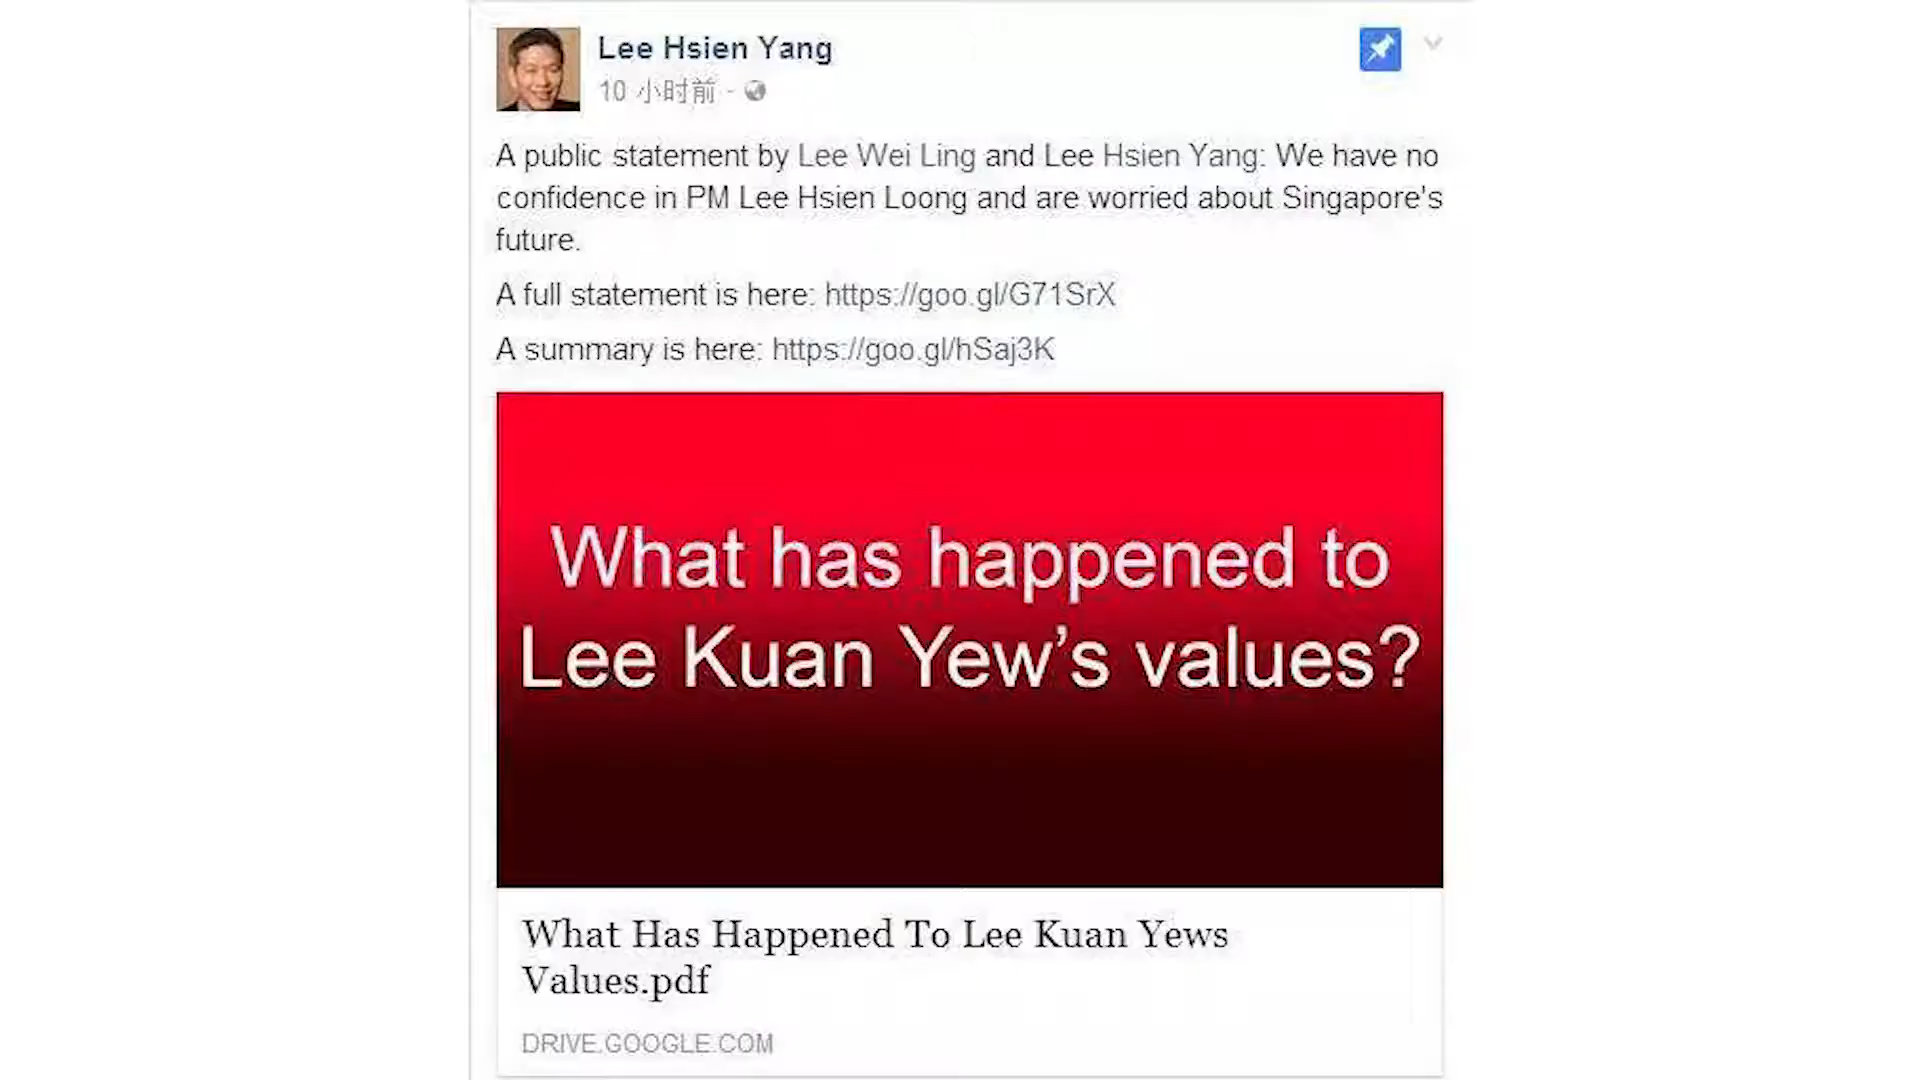 Lee Hsien Yang
10 小时前 -
A public statement by Lee Wei Ling and Lee Hsien Yang: We have no
confidence in PM Lee Hsien Loong and are worried about Singapore's
future.
A full statement is here: https://goo.gl/G71SrX
A summary is here: https://goo.gl/hSaj3K
What has happened to
Lee Kuan Yew’s values?
What Has Happened To Lee Kuan Yews
Values.pdf
DRIVE.GOOGLE.COM